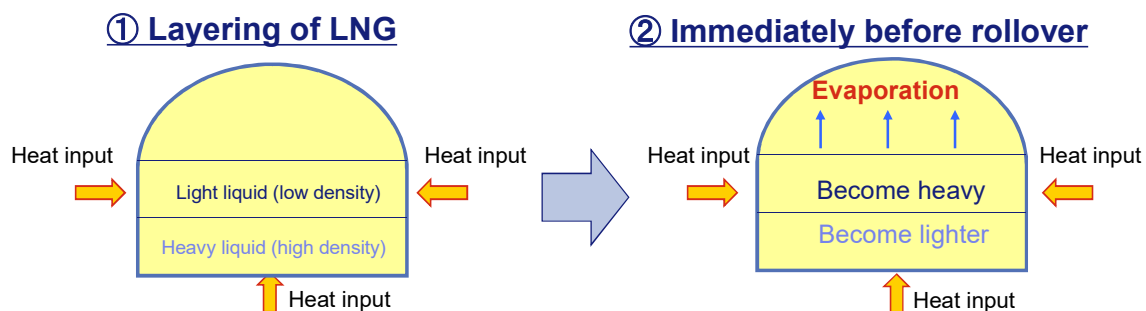 ① Layering of LNG
Heat input
Heat input
Light liquid (low density)
Heavy liquid (high density)
Heat input
② Immediately before rollover
Evaporation
Heat input
Heat input
Become heavy
Become lighter
Heat input